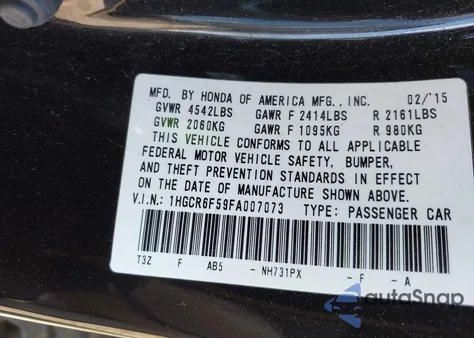 MFD. BY HONDA OF AMERICA MFG., INC. 02/'15
GVWR 4542LBS GAWR F 2414LBS R 2161LBS
GVWR 2060KG GAWR F 1095KG R 980KG
THIS VEHICLE CONFORMS TO ALL APPLICABLE
FEDERAL MOTOR VEHICLE SAFETY, BUMPER,
AND THEFT PREVENTION STANDARDS IN EFFECT
ON THE DATE OF MANUFACTURE SHOWN ABOVE.
V.I.N.: 1HGCR6F59FA007073 TYPE: PASSENGER CAR
T3Z F AB5 - NH731PX - F - A
autoSnap